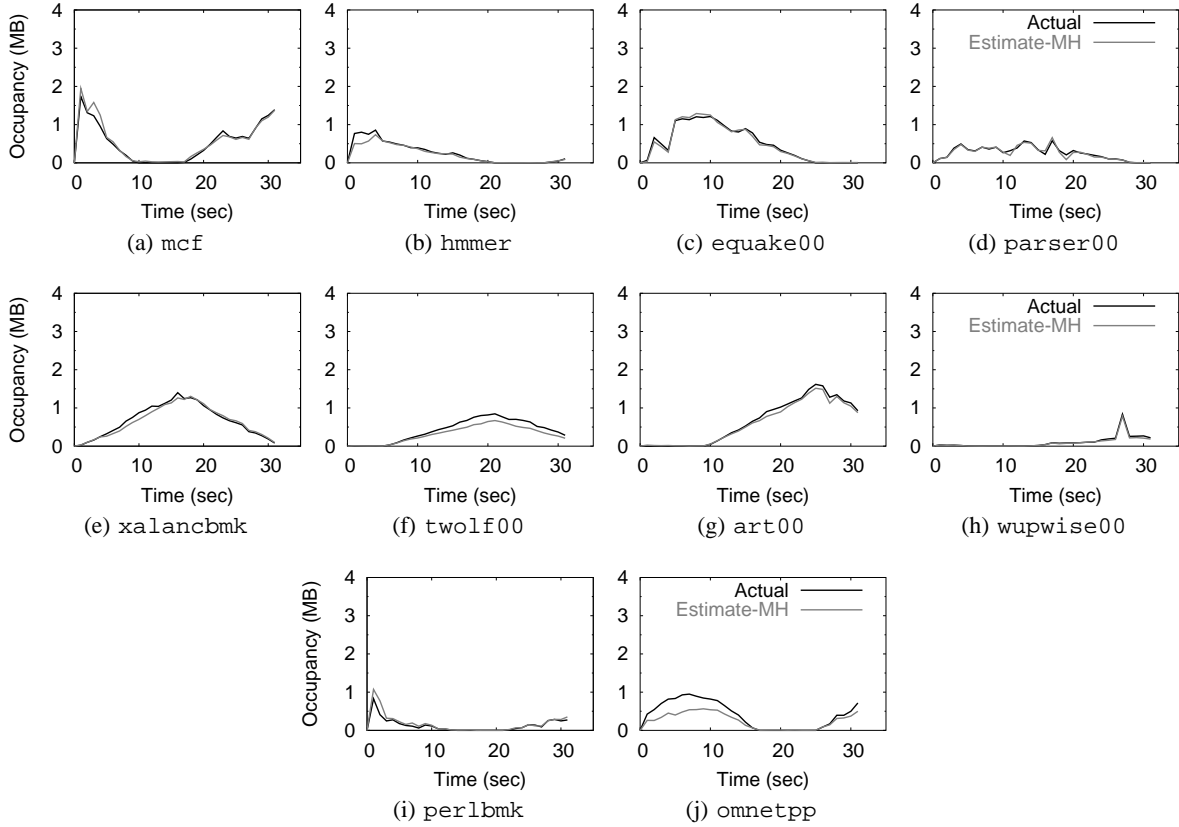 Occupancy (MB)
4
3
2
1
0
0 10 20 30
Time (sec)
(a) mcf
4
3
2
1
0
0 10 20 30
Time (sec)
(b) hmmer
4
3
2
1
0
0 10 20 30
Time (sec)
(c) equake00
Actual
Estimate-MH
4
3
2
1
0
0 10 20 30
Time (sec)
(d) parser00
Occupancy (MB)
4
3
2
1
0
0 10 20 30
Time (sec)
(e) xalancbmk
4
3
2
1
0
0 10 20 30
Time (sec)
(f) twolf00
4
3
2
1
0
0 10 20 30
Time (sec)
(g) art00
Actual
Estimate-MH
4
3
2
1
0
0 10 20 30
Time (sec)
(h) wupwise00
Occupancy (MB)
4
3
2
1
0
0 10 20 30
Time (sec)
(i) perlbmk
Actual
Estimate-MH
4
3
2
1
0
0 10 20 30
Time (sec)
(j) omnetpp